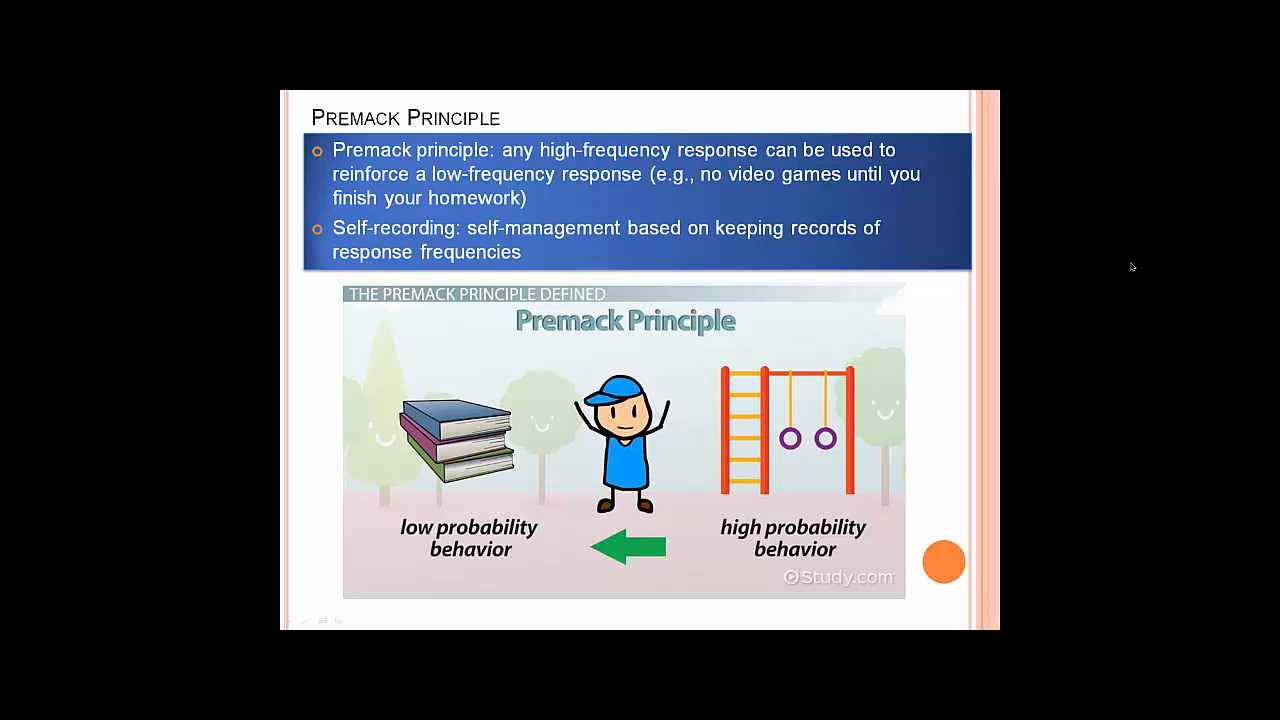 PREMACK PRINCIPLE
Premack principle: any high-frequency response can be used to
reinforce a low-frequency response (e.g., no video games until you
finish your homework)
Self-recording: self-management based on keeping records of
response frequencies
THE PREMACK PRINCIPLE DEFINED
Premack Principle
low probability
behavior
high probability
behavior
Study.com